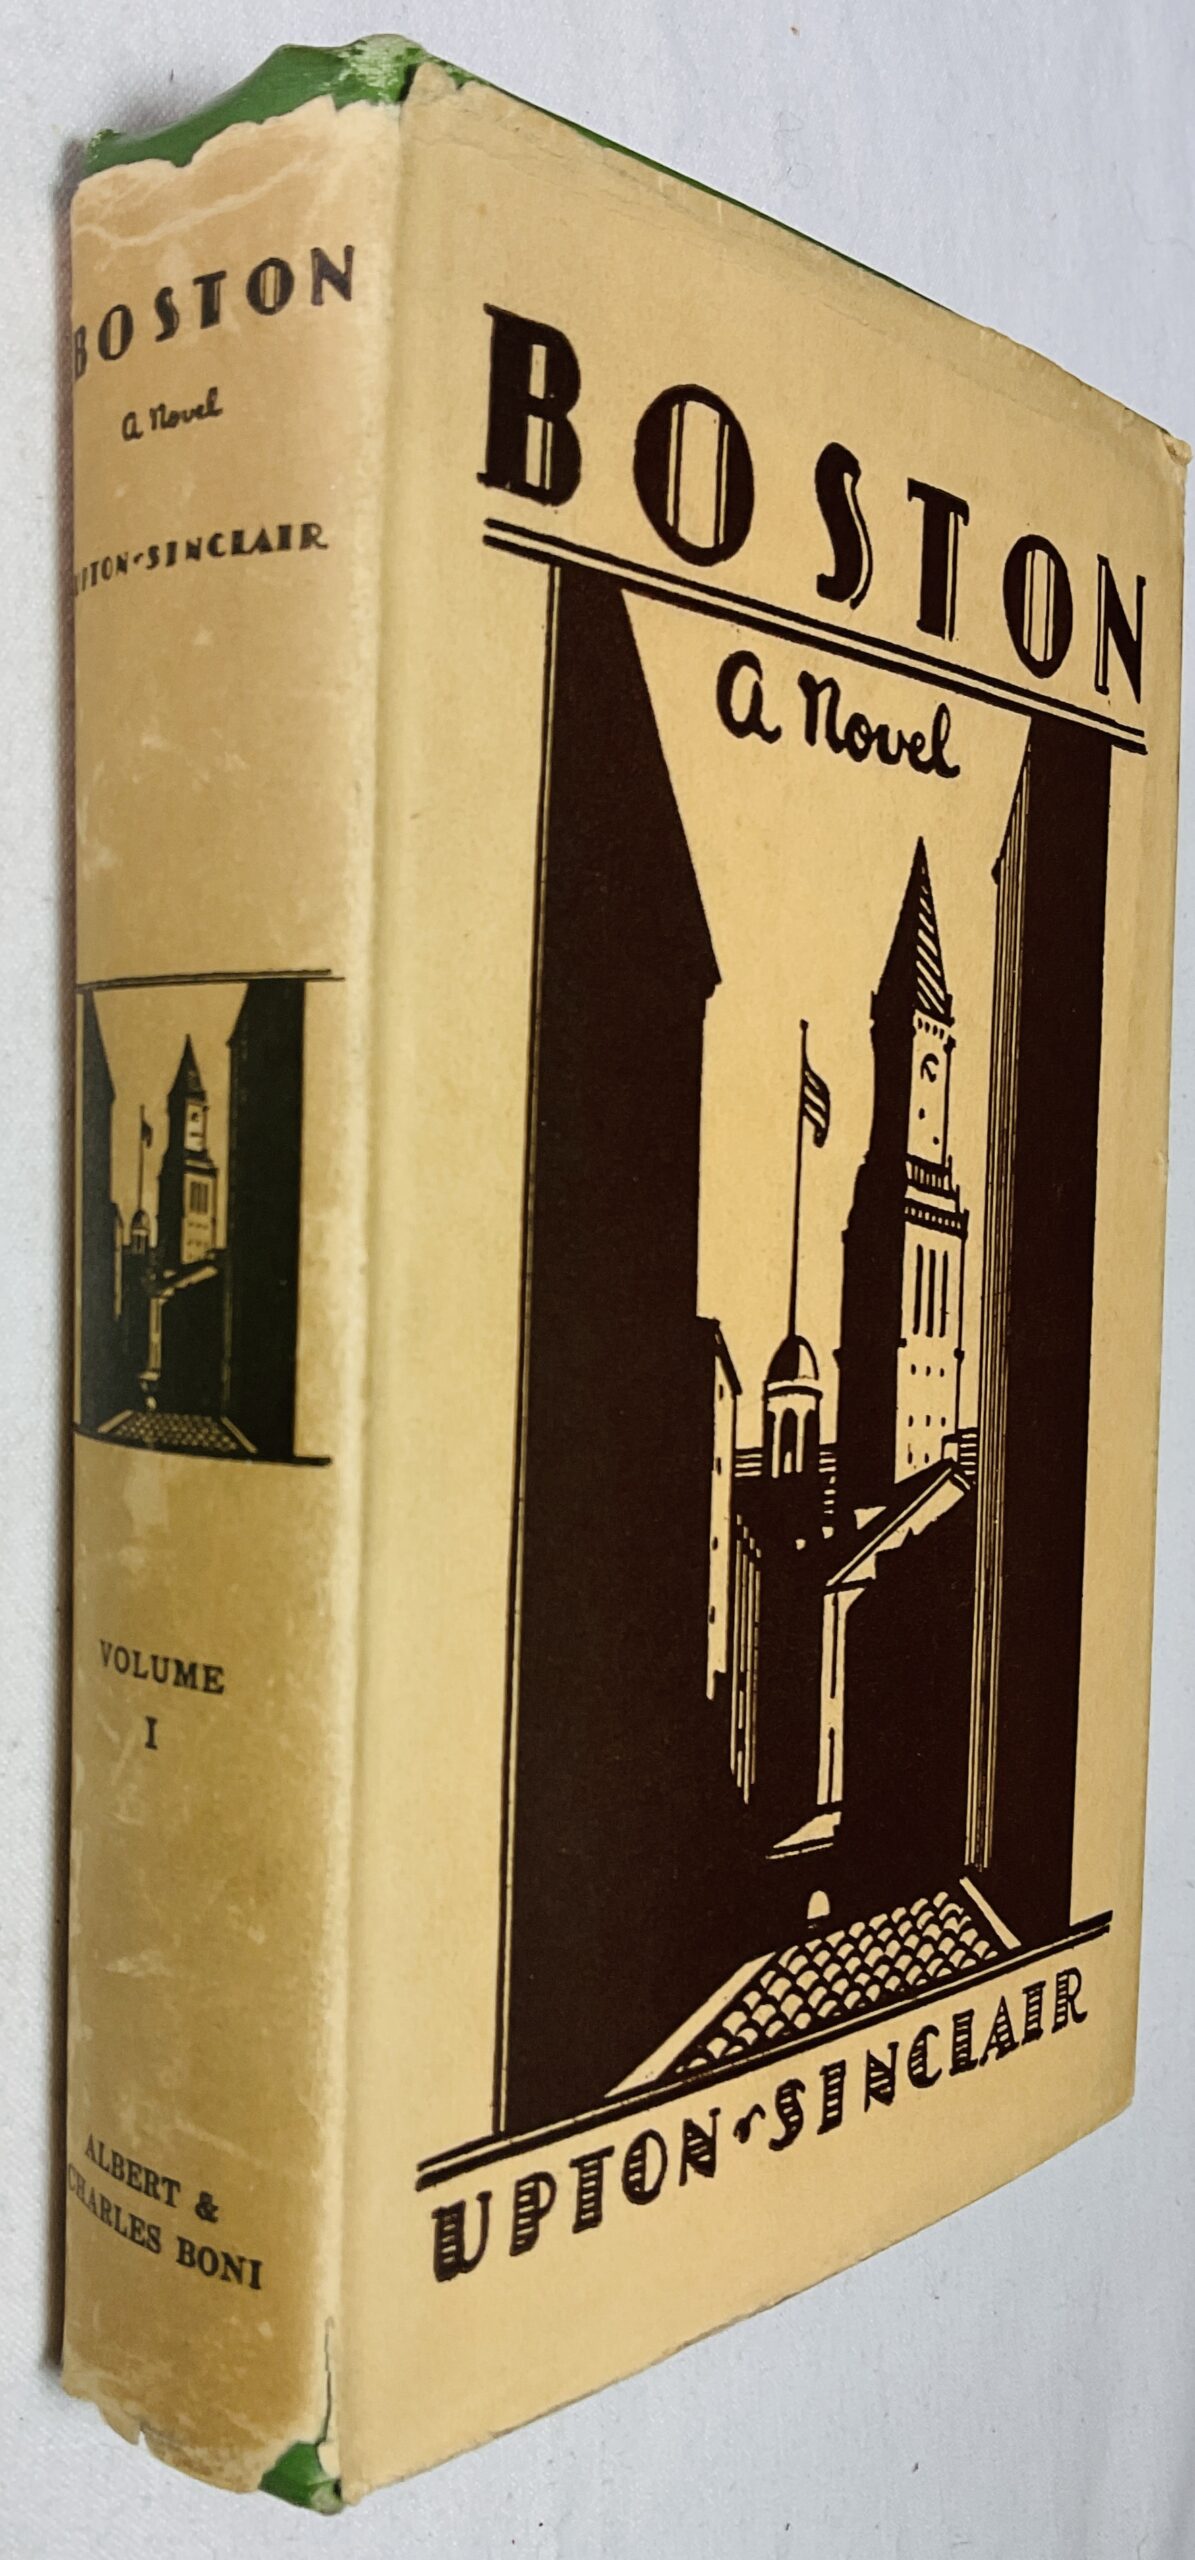 BOSTON
A Novel
UPTON SINCLAIR
VOLUME
I
ALBERT &
CHARLES BONI
BOSTON
A Novel
UPTON SINCLAIR